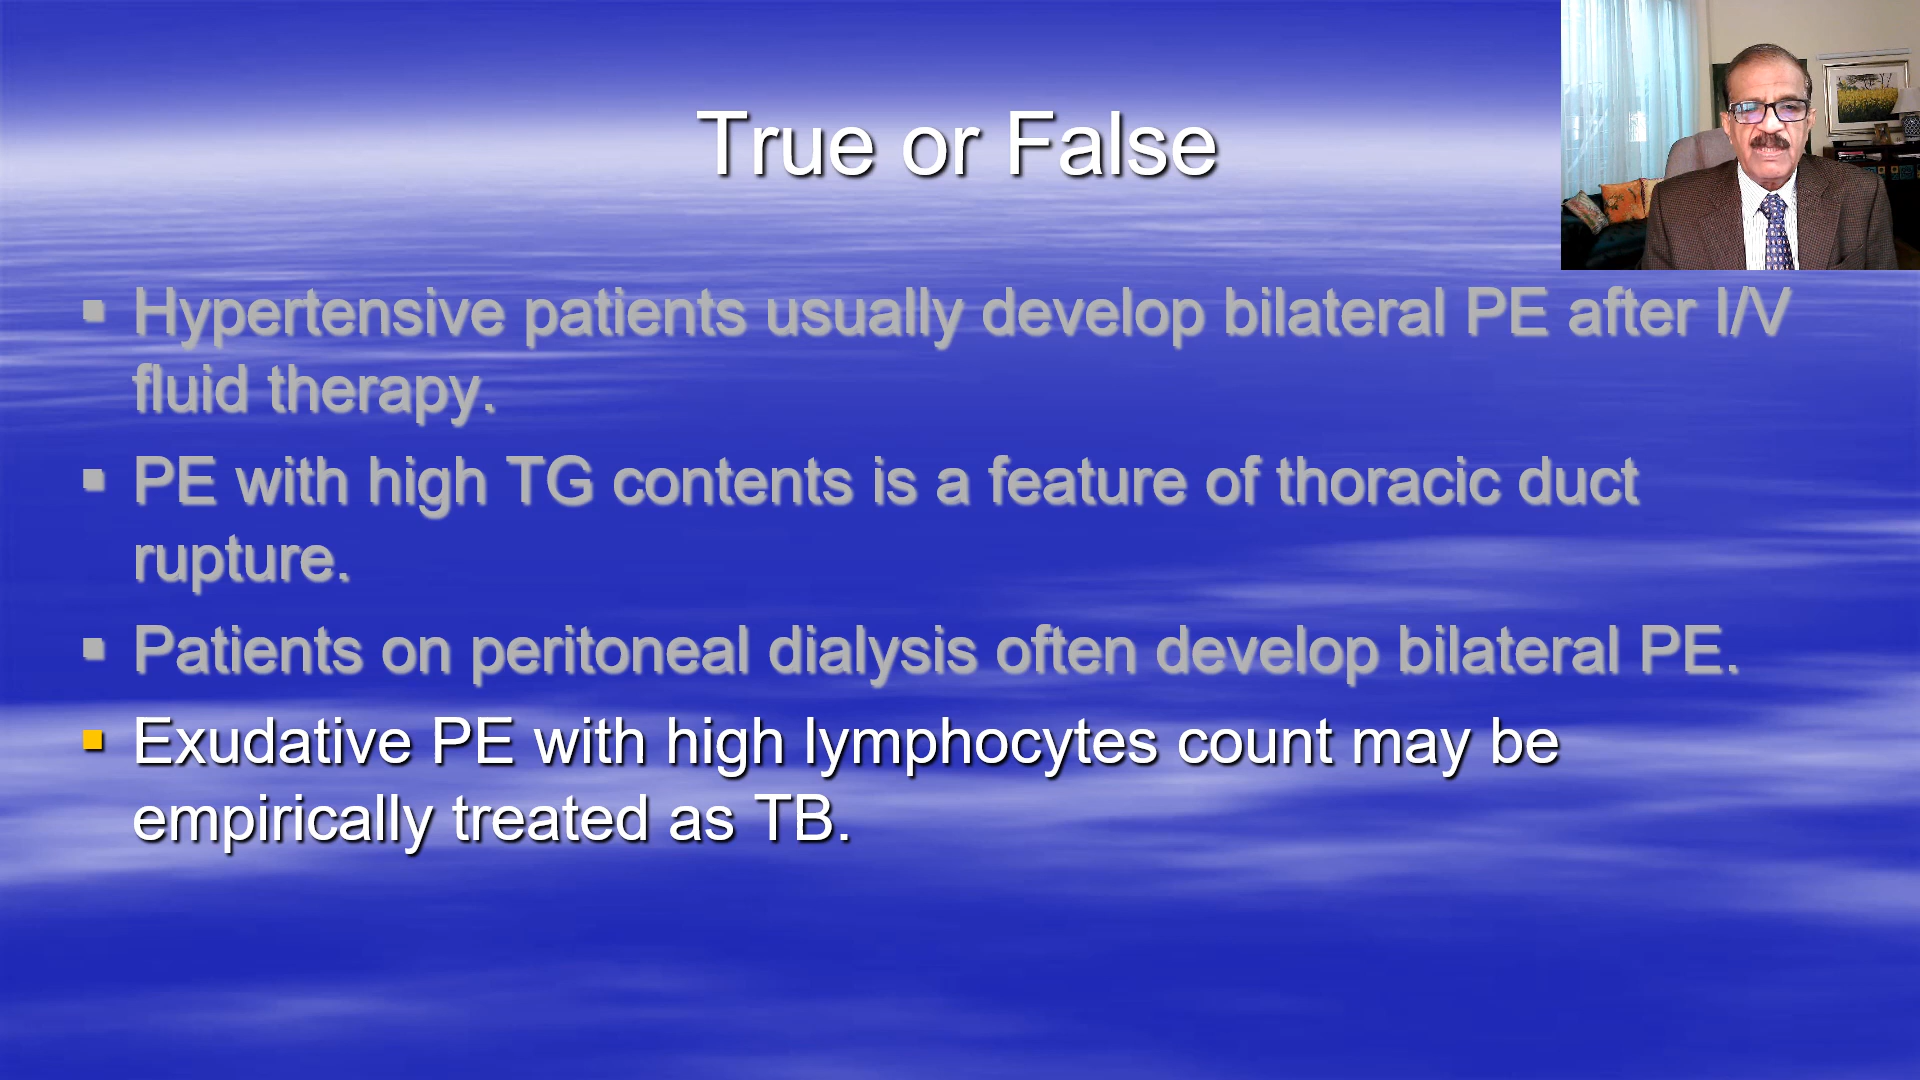 True or False
Hypertensive patients usually develop bilateral PE after I/V
fluid therapy.
PE with high TG contents is a feature of thoracic duct
rupture.
Patients on peritoneal dialysis often develop bilateral PE.
Exudative PE with high lymphocytes count may be
empirically treated as TB.